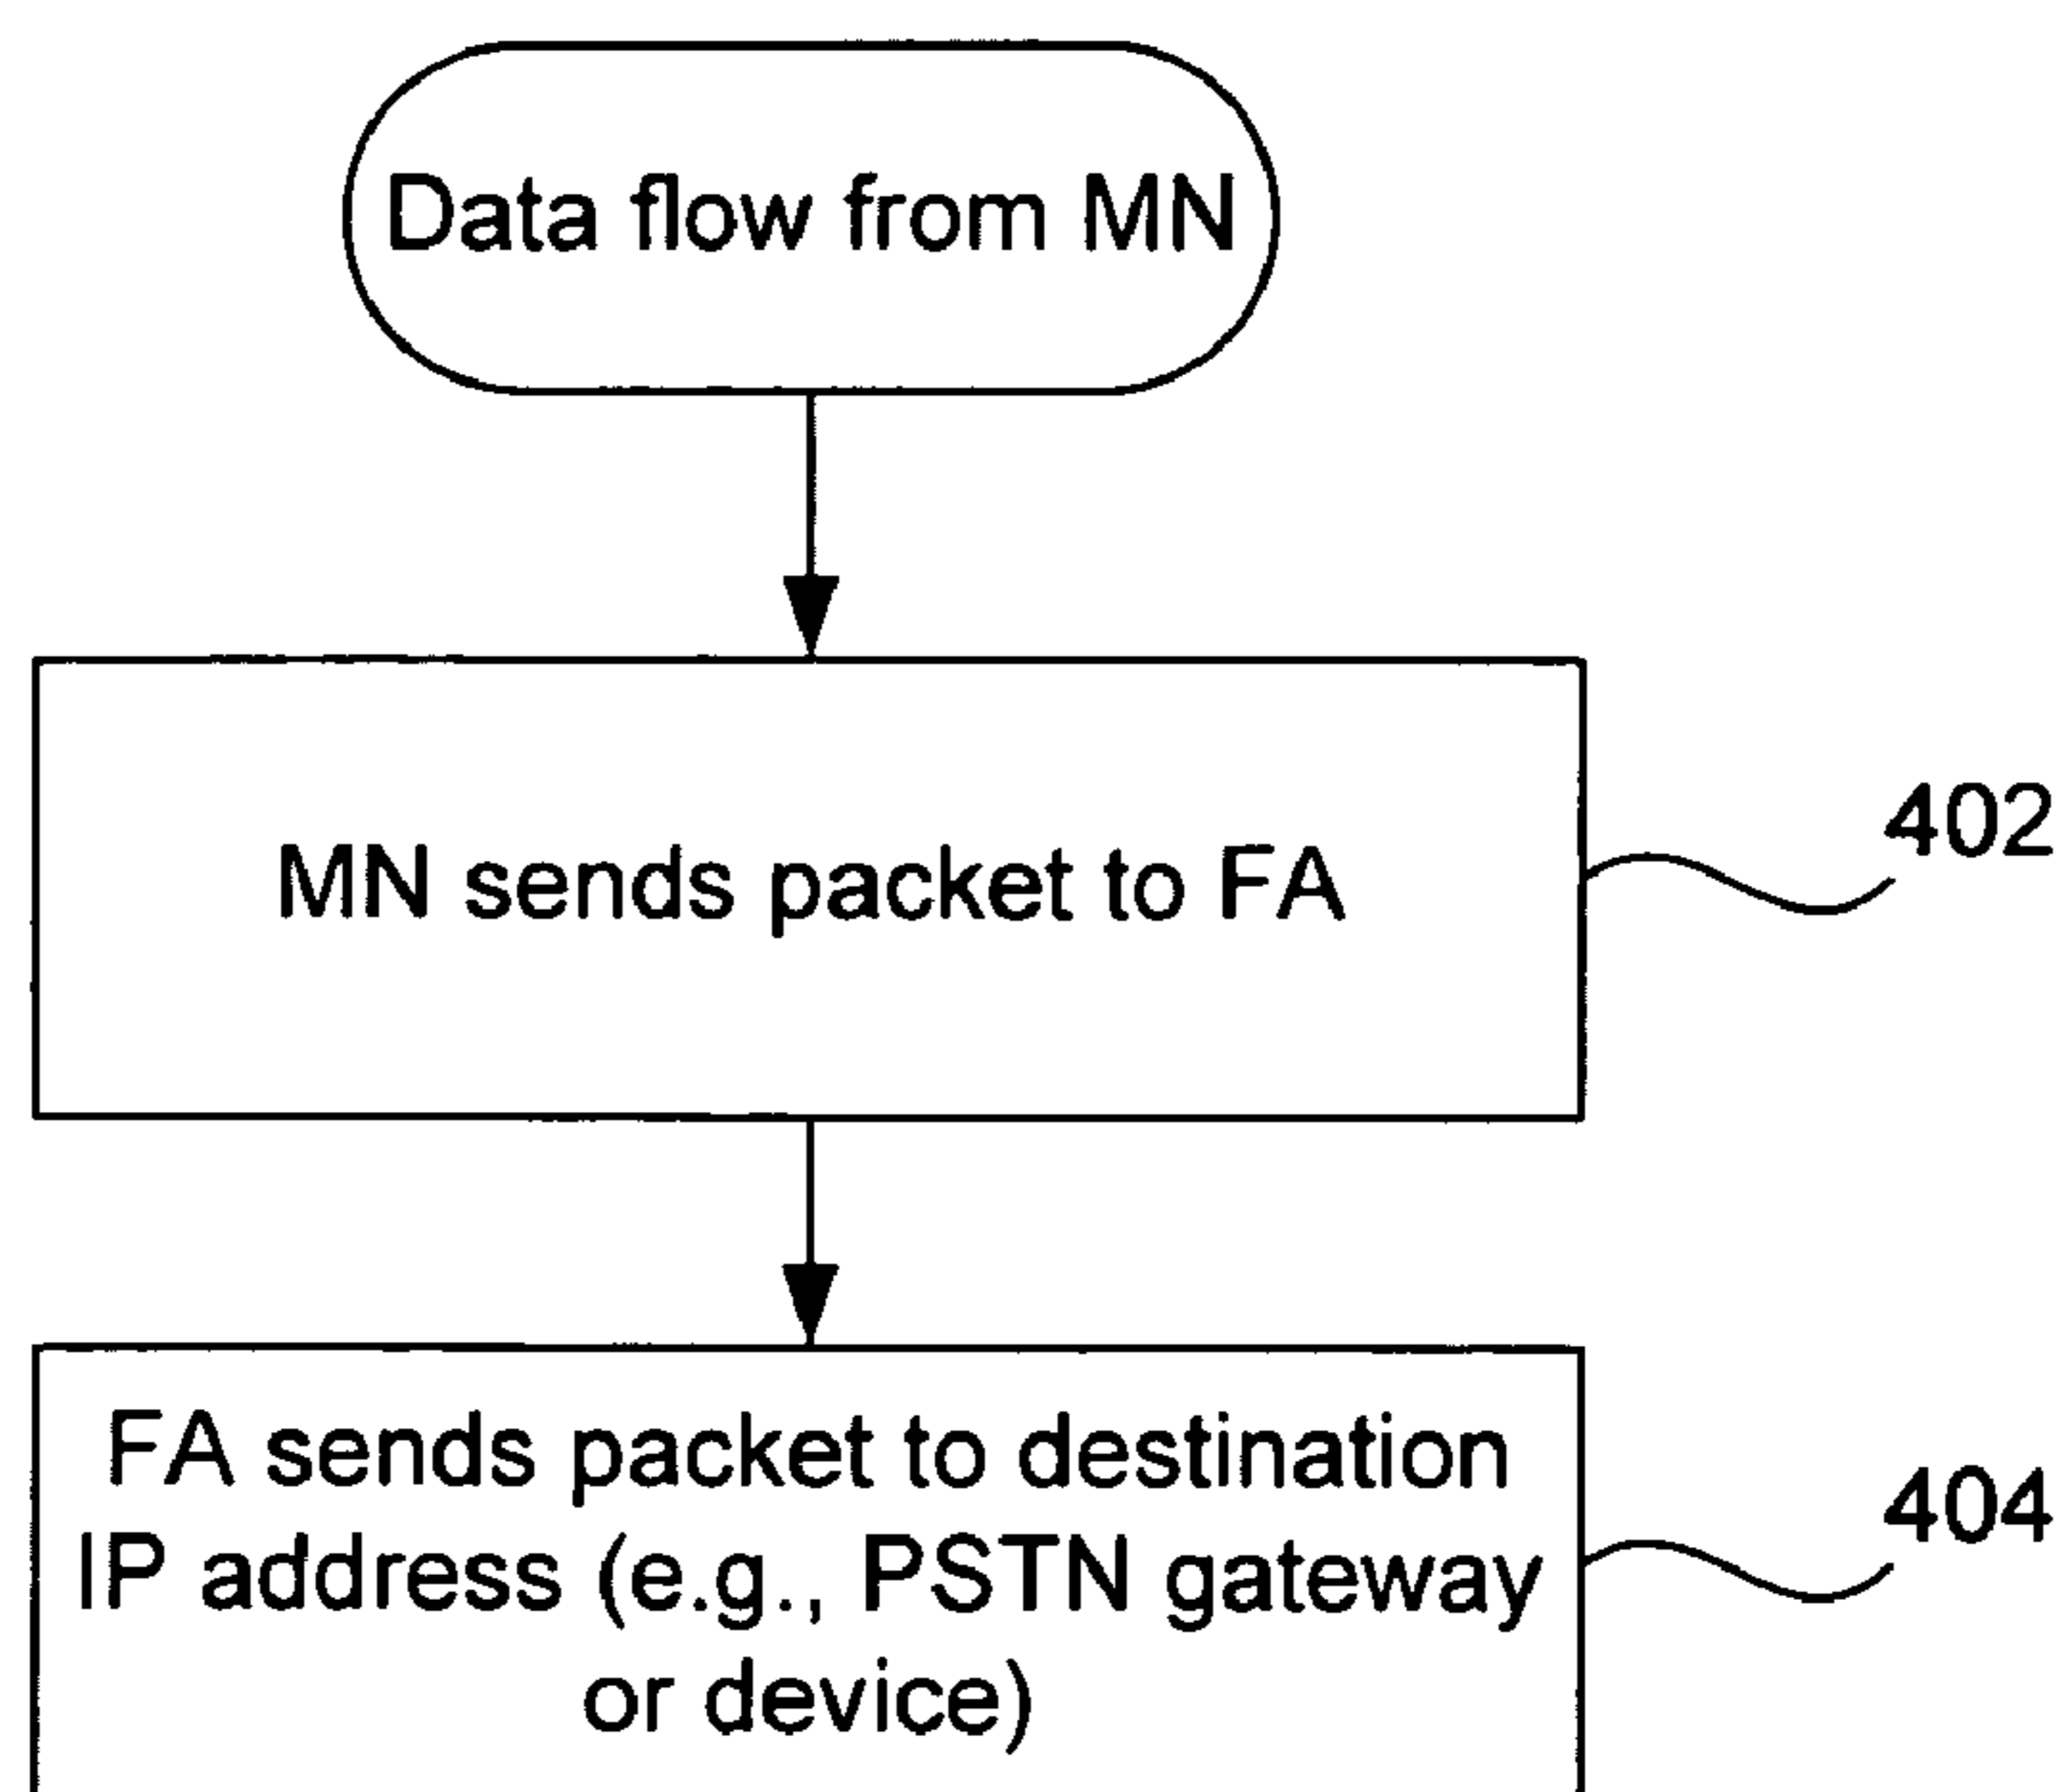 Data flow from MN
MN sends packet to FA
402
FA sends packet to destination
IP address (e.g., PSTN gateway
or device)
404